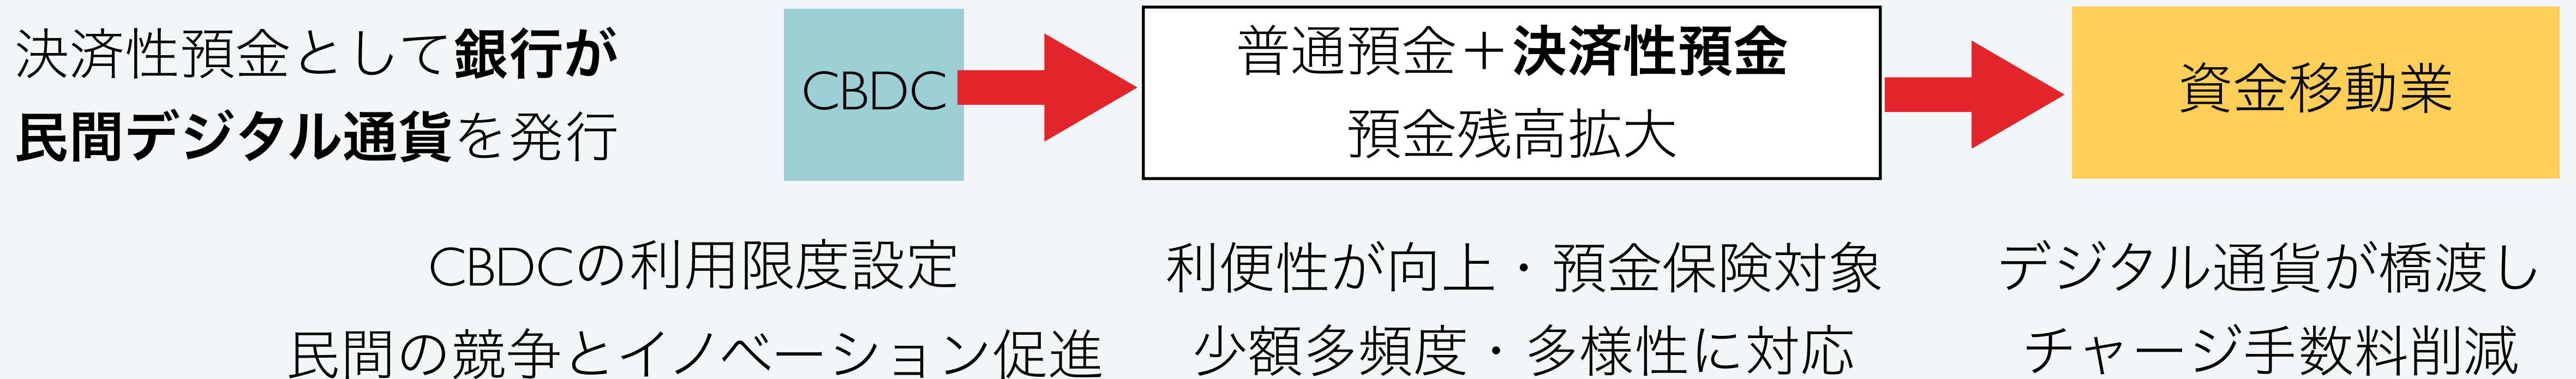 決済性預金として銀行が
民間デジタル通貨を発行
CBDC
普通預金＋決済性預金
預金残高拡大
資金移動業
CBDCの利用限度設定
民間の競争とイノベーション促進
利便性が向上・預金保険対象
少額多頻度・多様性に対応
デジタル通貨が橋渡し
チャージ手数料削減